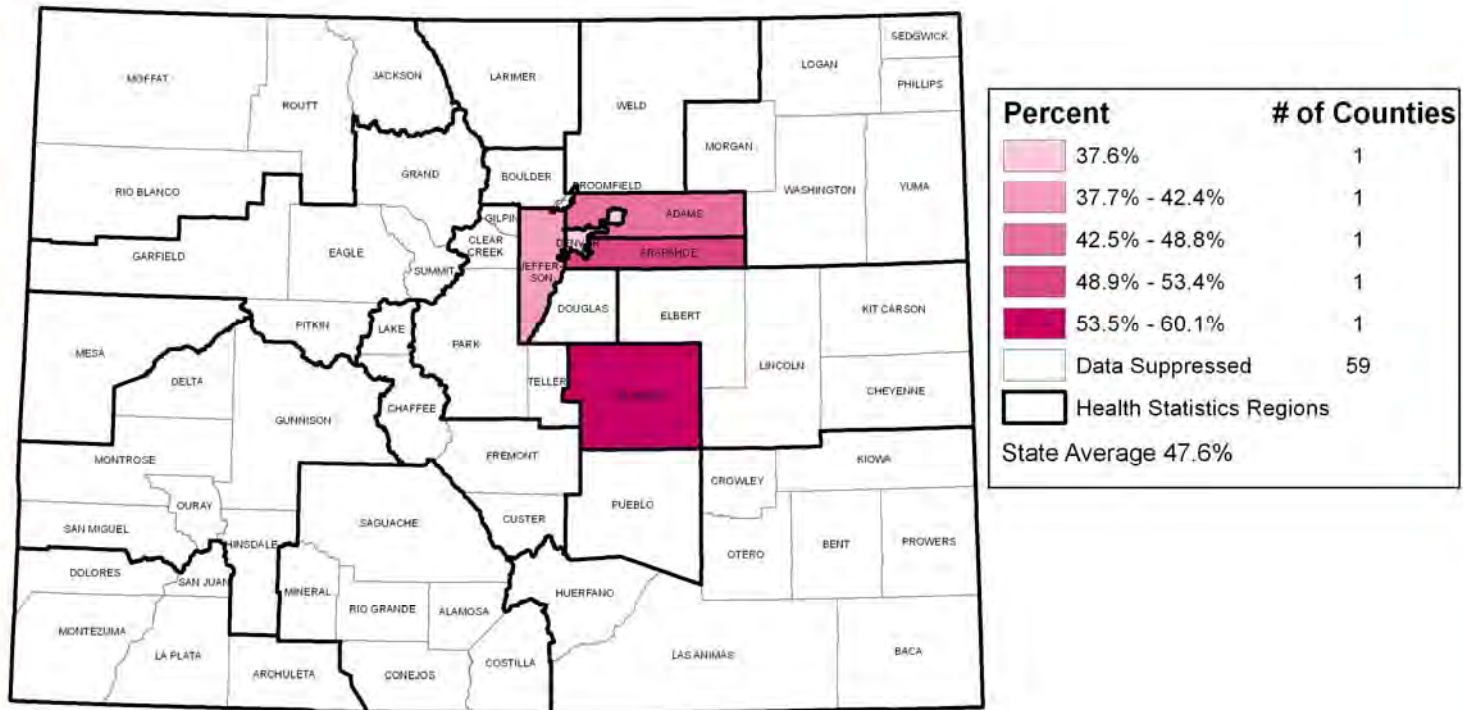 SEDGWICK
LOGAN
PHILLIPS
MOFFAT
JACKSON
LARIMER
WELD
ROUTT
MORGAN
WASHINGTON
YUMA
RIO BLANCO
GRAND
BOULDER
BROOMFIELD
GILPIN
ADAMS
CLEAR
CREEK
DENVER
ARAPAHOE
GARFIELD
EAGLE
SUMMIT
JEFFER-
SON
DOUGLAS
ELBERT
KIT CARSON
PITKIN
LAKE
PARK
MESA
DELTA
TELLER
LINCOLN
CHEYENNE
GUNNISON
CHAFFEE
FREMONT
KIOWA
MONTROSE
CROWLEY
OURAY
PUEBLO
SAGUACHE
CUSTER
SAN MIGUEL
HINSDALE
OTERO
BENT
PROWERS
DOLORES
SAN JUAN
MINERAL
HUERFANO
RIO GRANDE
ALAMOSA
MONTEZUMA
LA PLATA
ARCHULETA
CONEJOS
COSTILLA
LAS ANIMAS
BACA
Percent # of Counties
37.6% 1
37.7% - 42.4% 1
42.5% - 48.8% 1
48.9% - 53.4% 1
53.5% - 60.1% 1
Data Suppressed 59
Health Statistics Regions
State Average 47.6%